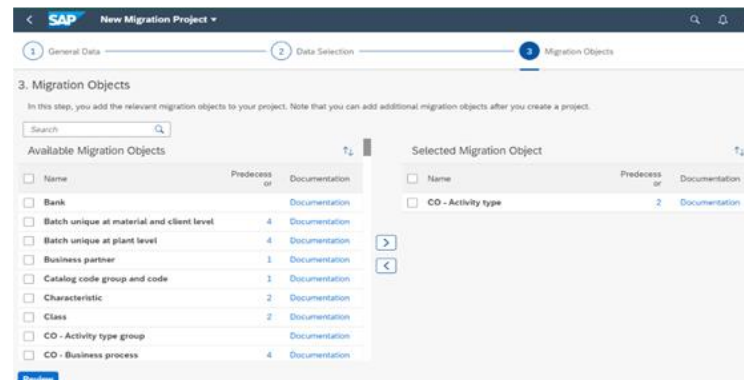 SAP New Migration Project
1 General Data 2 Data Selection 3 Migration Objects
3. Migration Objects
In this step, you add the relevant migration objects to your project. Note that you can add additional migration objects after you create a project.
Search
Available Migration Objects
Name Predecessor Documentation
Bank Documentation
Batch unique at material and client level 4 Documentation
Batch unique at plant level 4 Documentation
Business partner 1 Documentation
Catalog code group and code 1 Documentation
Characteristic 2 Documentation
Class 2 Documentation
CO - Activity type group Documentation
CO - Business process 4 Documentation
Selected Migration Object
Name Predecessor Documentation
CO - Activity type 2 Documentation
Review